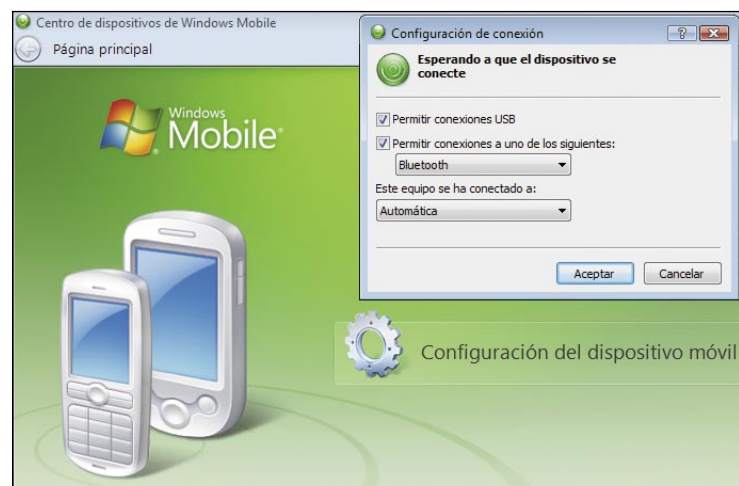 Centro de dispositivos de Windows Mobile
Página principal
Windows
Mobile
Configuración de conexión
Esperando a que el dispositivo se
conecte
Permitir conexiones USB
Permitir conexiones a uno de los siguientes:
Bluetooth
Este equipo se ha conectado a:
Automática
Aceptar
Cancelar
Configuración del dispositivo móvil